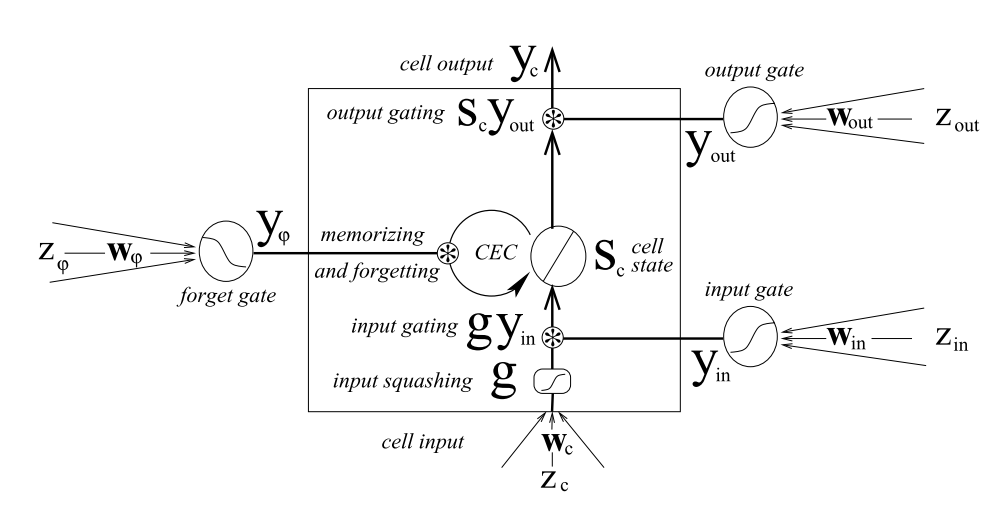 cell output y_c
output gate
output gating s_c y_out
w_out z_out
y_out
y_φ
memorizing
CEC
s_c cell state
z_φ w_φ
and forgetting
forget gate
input gate
input gating g y_in
w_in z_in
y_in
input squashing g
cell input
w_c
z_c